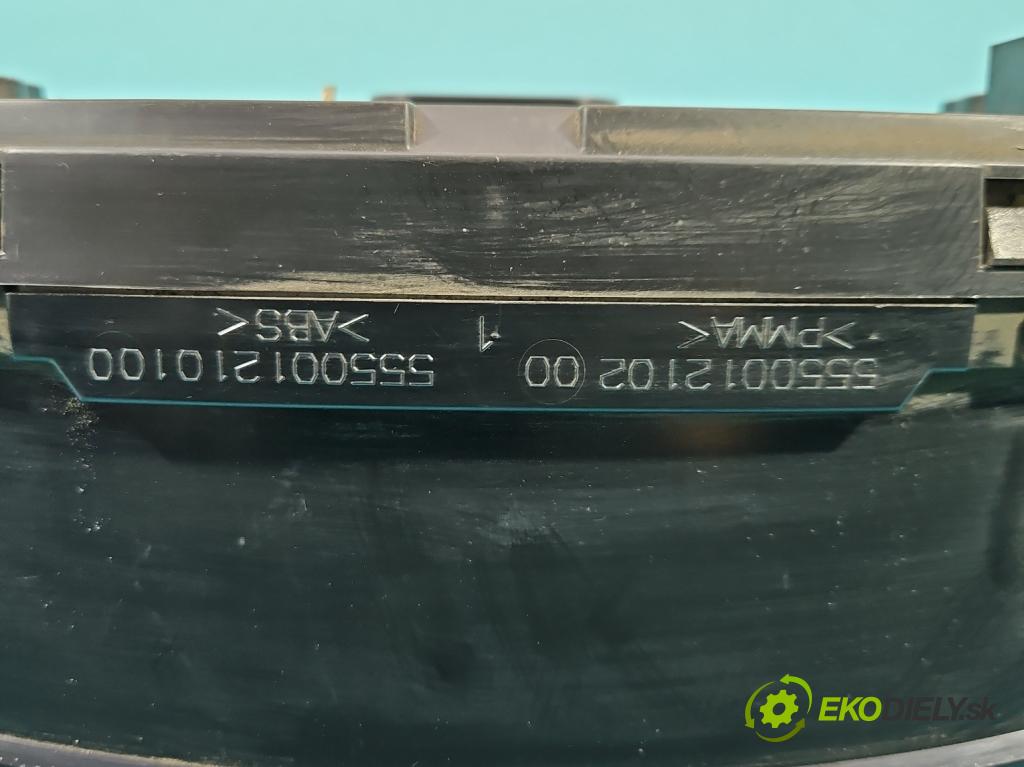 5550012102 00 555001210100
>PMMA< 1 >ABS<
EKODIELY.sk